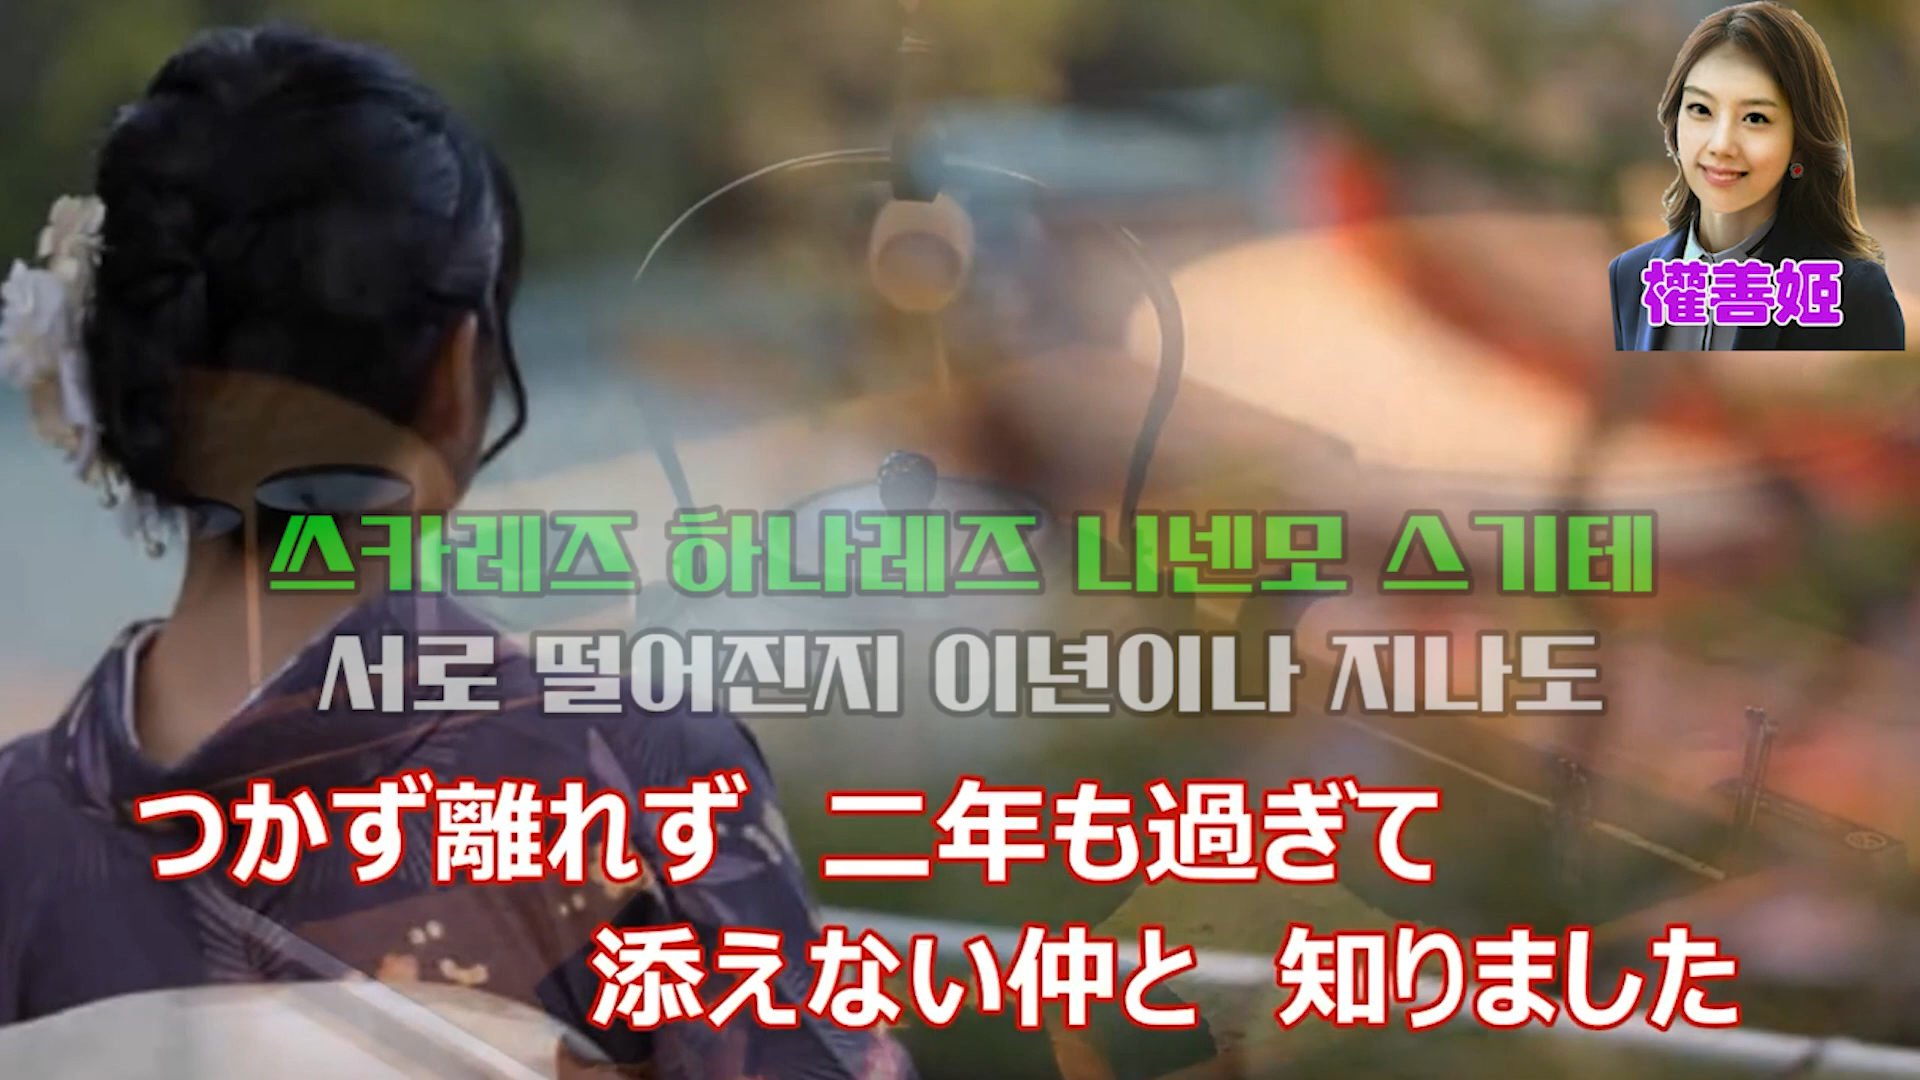 權善姬
쓰카레즈 하나레즈 니넨모 스기테
서로 떨어진지 이년이나 지나도
つかず離れず 二年も過ぎて
添えない仲と 知りました